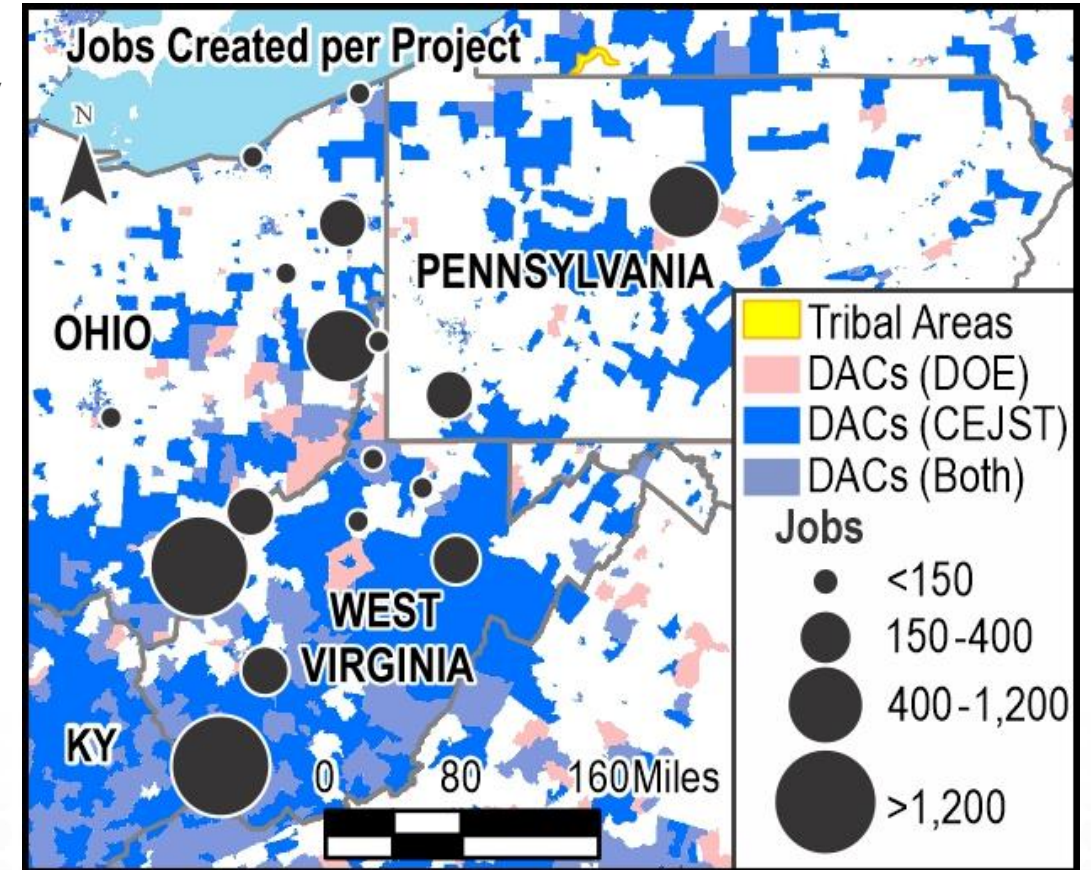 Jobs Created per Project
N
PENNSYLVANIA
OHIO
WEST
VIRGINIA
KY
0 80 160Miles
Tribal Areas
DACs (DOE)
DACs (CEJST)
DACs (Both)
Jobs
<150
150-400
400-1,200
>1,200